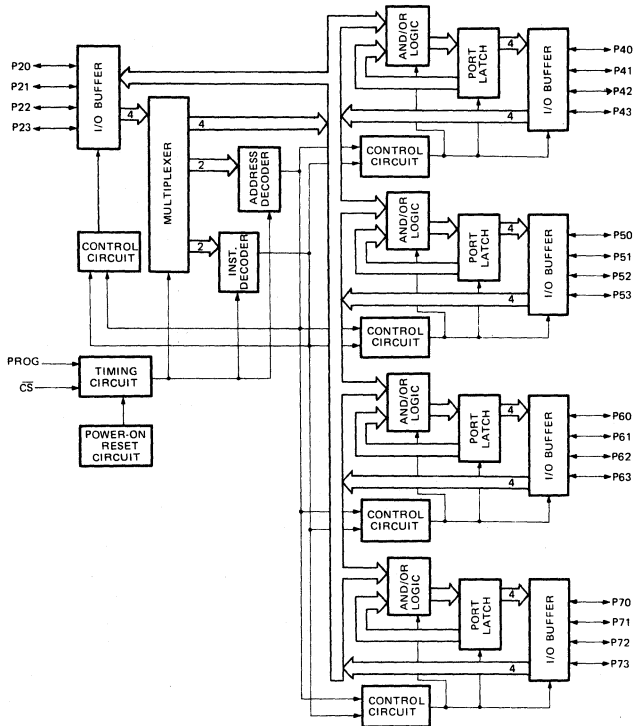 P20
P21
P22
P23
I/O BUFFER
4
MULTIPLEXER
4
2
ADDRESS
DECODER
2
INST.
DECODER
CONTROL
CIRCUIT
PROG
CS
TIMING
CIRCUIT
POWER-ON
RESET
CIRCUIT
AND/OR
LOGIC
PORT
LATCH
4
I/O BUFFER
4
CONTROL
CIRCUIT
P40
P41
P42
P43
AND/OR
LOGIC
PORT
LATCH
4
I/O BUFFER
4
CONTROL
CIRCUIT
P50
P51
P52
P53
AND/OR
LOGIC
PORT
LATCH
4
I/O BUFFER
4
CONTROL
CIRCUIT
P60
P61
P62
P63
AND/OR
LOGIC
PORT
LATCH
4
I/O BUFFER
4
CONTROL
CIRCUIT
P70
P71
P72
P73